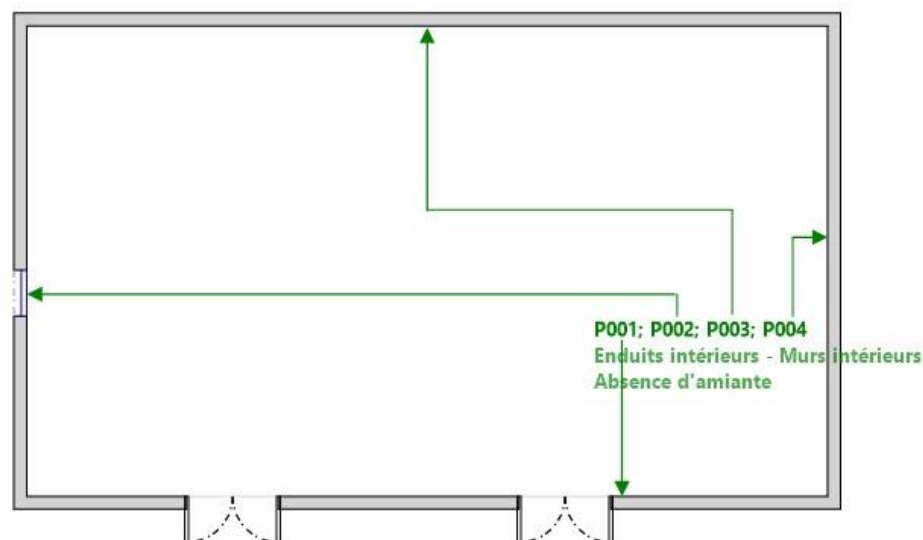 P001; P002; P003; P004
Enduits intérieurs - Murs intérieurs
Absence d'amiante